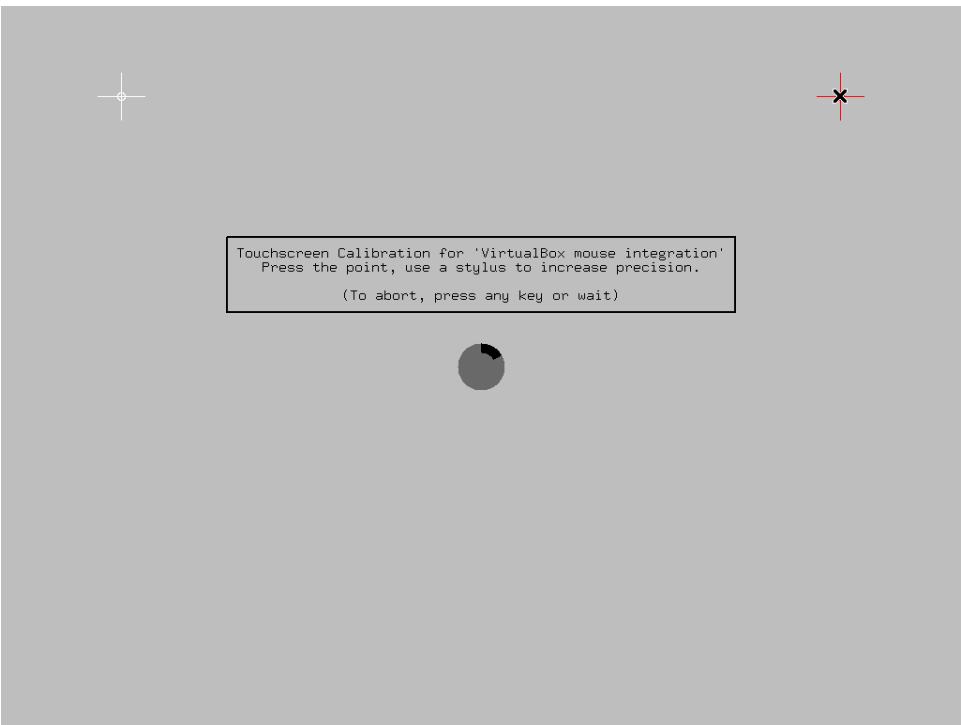 Touchscreen Calibration for 'VirtualBox mouse integration'
Press the point, use a stylus to increase precision.
(To abort, press any key or wait)